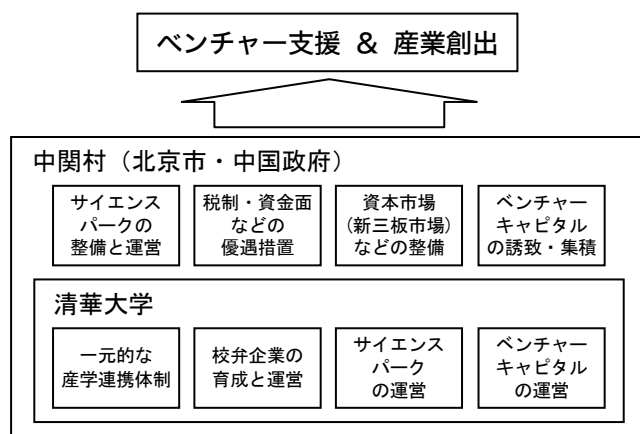 ベンチャー支援 & 産業創出
中関村（北京市・中国政府）
サイエンス
パークの
整備と運営
税制・資金面
などの
優遇措置
資本市場
(新三板市場)
などの整備
ベンチャー
キャピタル
の誘致・集積
清華大学
一元的な
産学連携体制
校弁企業の
育成と運営
サイエンス
パーク
の運営
ベンチャー
キャピタル
の運営